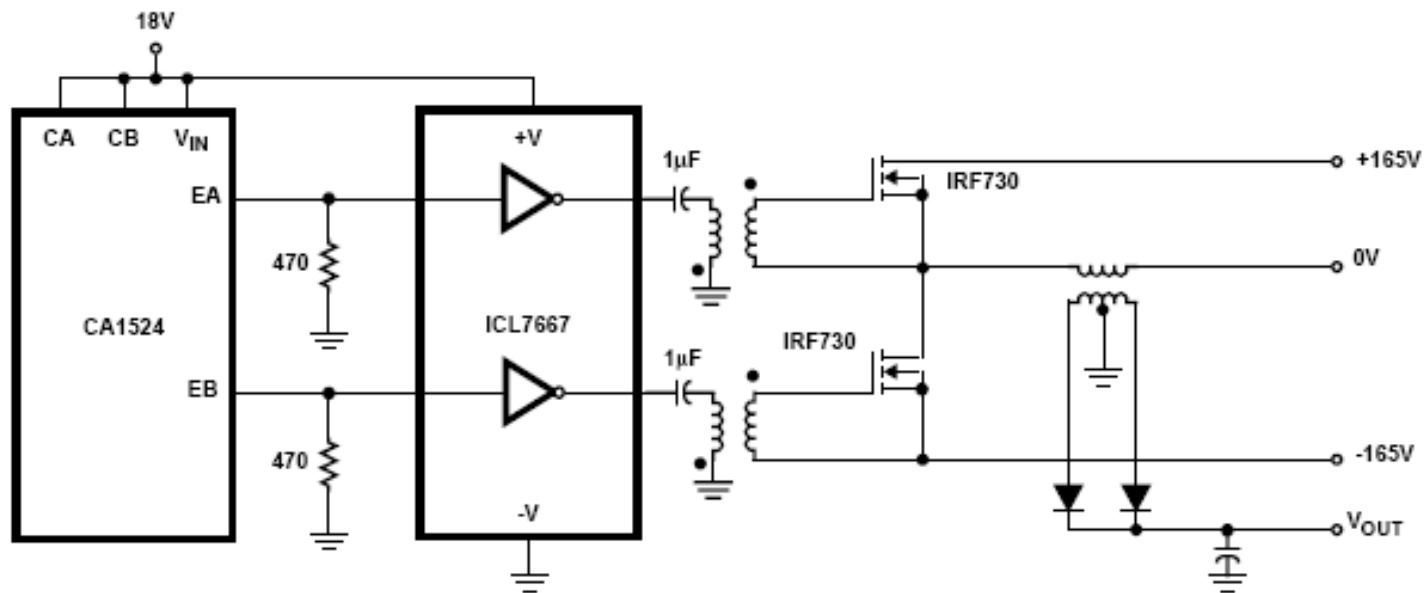 18V
CA CB VIN
+V
1μF
+165V
EA
IRF730
470
0V
CA1524
ICL7667
1μF
IRF730
EB
470
-165V
-V
VOUT